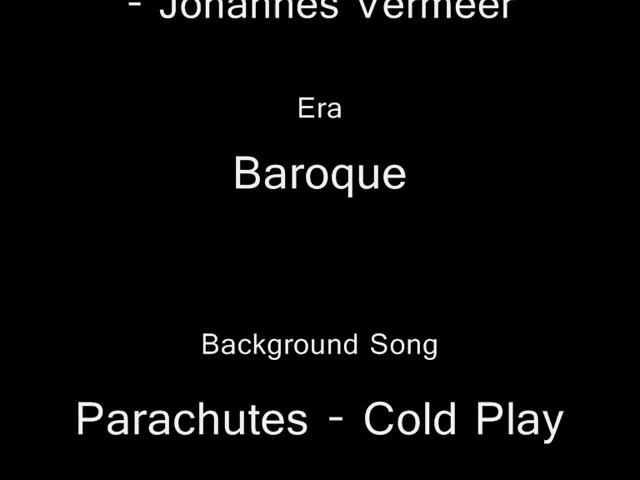 - Johannes Vermeer
Era
Baroque
Background Song
Parachutes - Cold Play